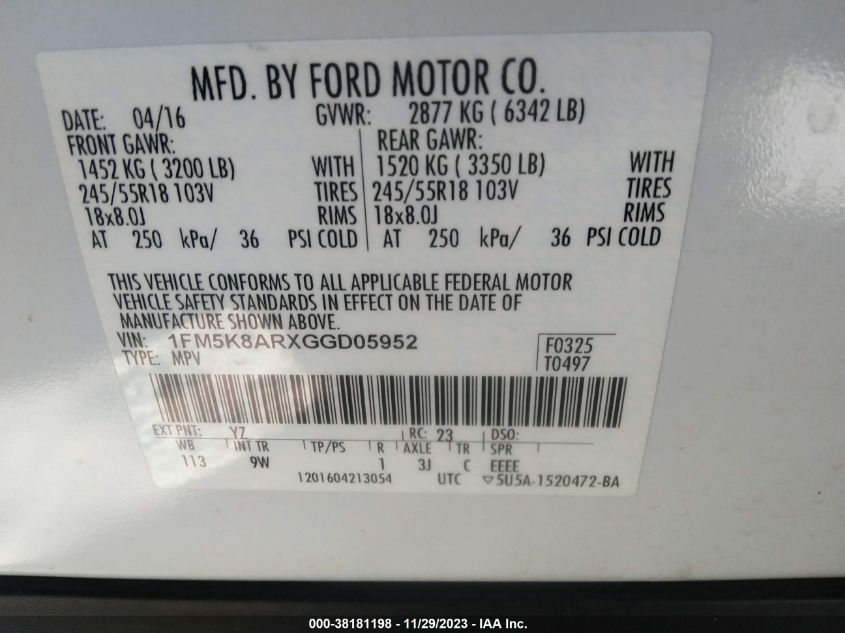 MFD. BY FORD MOTOR CO.
DATE: 04/16 GVWR: 2877 KG ( 6342 LB)
FRONT GAWR: REAR GAWR:
1452 KG ( 3200 LB) WITH 1520 KG ( 3350 LB) WITH
245/55R18 103V TIRES 245/55R18 103V TIRES
18x8.0J RIMS 18x8.0J RIMS
AT 250 kPa/ 36 PSI COLD AT 250 kPa/ 36 PSI COLD
THIS VEHICLE CONFORMS TO ALL APPLICABLE FEDERAL MOTOR
VEHICLE SAFETY STANDARDS IN EFFECT ON THE DATE OF
MANUFACTURE SHOWN ABOVE.
VIN: 1FM5K8ARXGGD05952 F0325
TYPE: MPV T0497
EXT PNT: YZ RC: 23 DSO:
WB INT TR TP/PS R AXLE TR SPR
113 9W 1 3J C EEEE
1201604213054 UTC ▽5U5A-1520472-BA
000-38181198 - 11/29/2023 - IAA Inc.